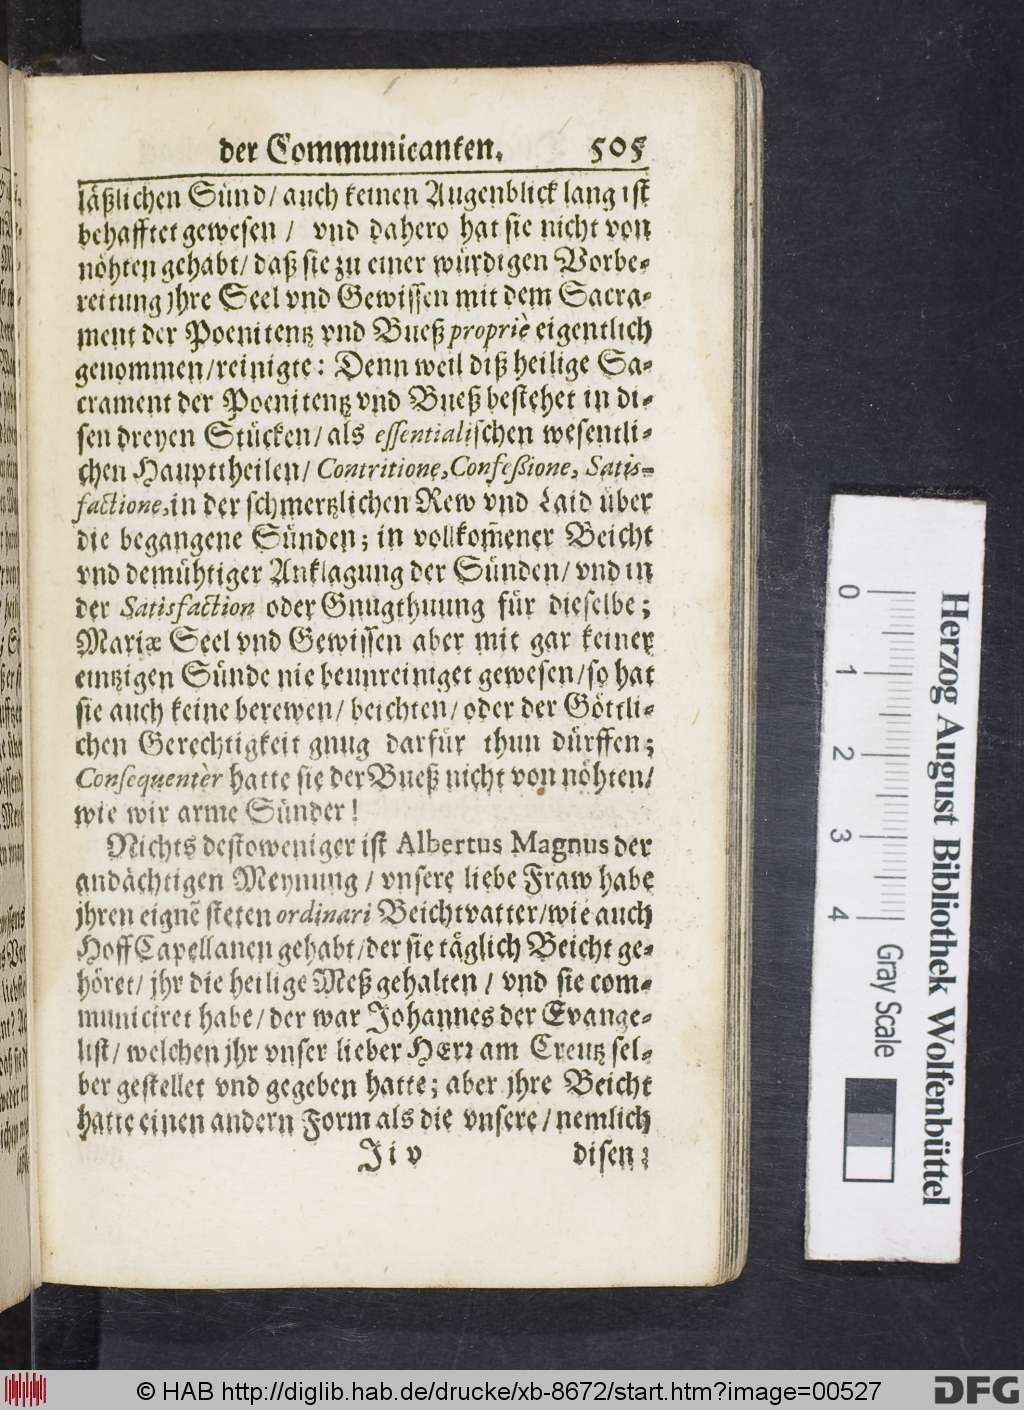 der Communicanten. 505
läßlichen Sünd/ auch keinen Augenblick lang ist
behafftet gewesen / vnd dahero hat sie nicht von
nöhten gehabt/ daß sie zu einer würdigen Vorbe-
reitung jhre Seel vnd Gewissen mit dem Sacra-
ment der Poenitentz vnd Bueß propriè eigentlich
genommen/reinigte: Denn weil diß heilige Sa-
crament der Poenitentz vnd Bueß bestehet in di-
sen dreyen Stücken/ als essentialischen wesentli-
chen Haupttheilen/ Contritione, Confeßione, Satis-
factione, in der schmertzlichen Rew vnd Laid über
die begangene Sünden; in vollkom̃ener Beicht
vnd demühtiger Anklagung der Sünden/ vnd in
der Satisfaction oder Gnugthuung für dieselbe;
Mariæ Seel vnd Gewissen aber mit gar keiner
eintzigen Sünde nie beunreiniget gewesen/so hat
sie auch keine berewen/ beichten/ oder der Göttli-
chen Gerechtigkeit gnug darfür thun dürffen;
Consequentèr hatte sie der Bueß nicht von nöhten/
wie wir arme Sünder!
Nichts destoweniger ist Albertus Magnus der
andächtigen Meynung / vnsere liebe Fraw habe
jhren eignẽ steten ordinari Beichtvatter/wie auch
HoffCapellanen gehabt/der sie täglich Beicht ge-
höret/ jhr die heilige Meß gehalten / vnd sie com-
municiret habe/ der war Johannes der Evange-
list/ welchen jhr vnser lieber HErr am Creutz sel-
ber gestellet vnd gegeben hatte; aber jhre Beicht
hatte einen andern Form als die vnsere/ nemlich
Ji v disen;
0 1 2 3 4
Gray Scale
Herzog August Bibliothek Wolfenbüttel
© HAB http://diglib.hab.de/drucke/xb-8672/start.htm?image=00527
DFG